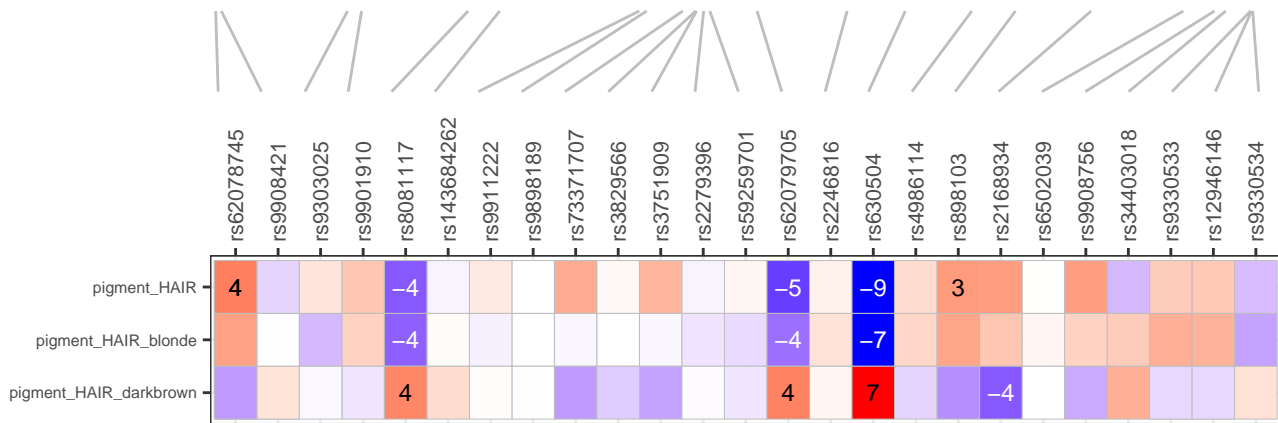 rs62078745
rs9908421
rs9303025
rs9901910
rs8081117
rs143684262
rs9911222
rs9898189
rs73371707
rs3829566
rs3751909
rs2279396
rs59259701
rs62079705
rs2246816
rs630504
rs4986114
rs898103
rs2168934
rs6502039
rs9908756
rs34403018
rs9330533
rs12946146
rs9330534
pigment_HAIR 4 −4 −5 −9 3
pigment_HAIR_blonde −4 −4 −7
pigment_HAIR_darkbrown 4 4 7 −4